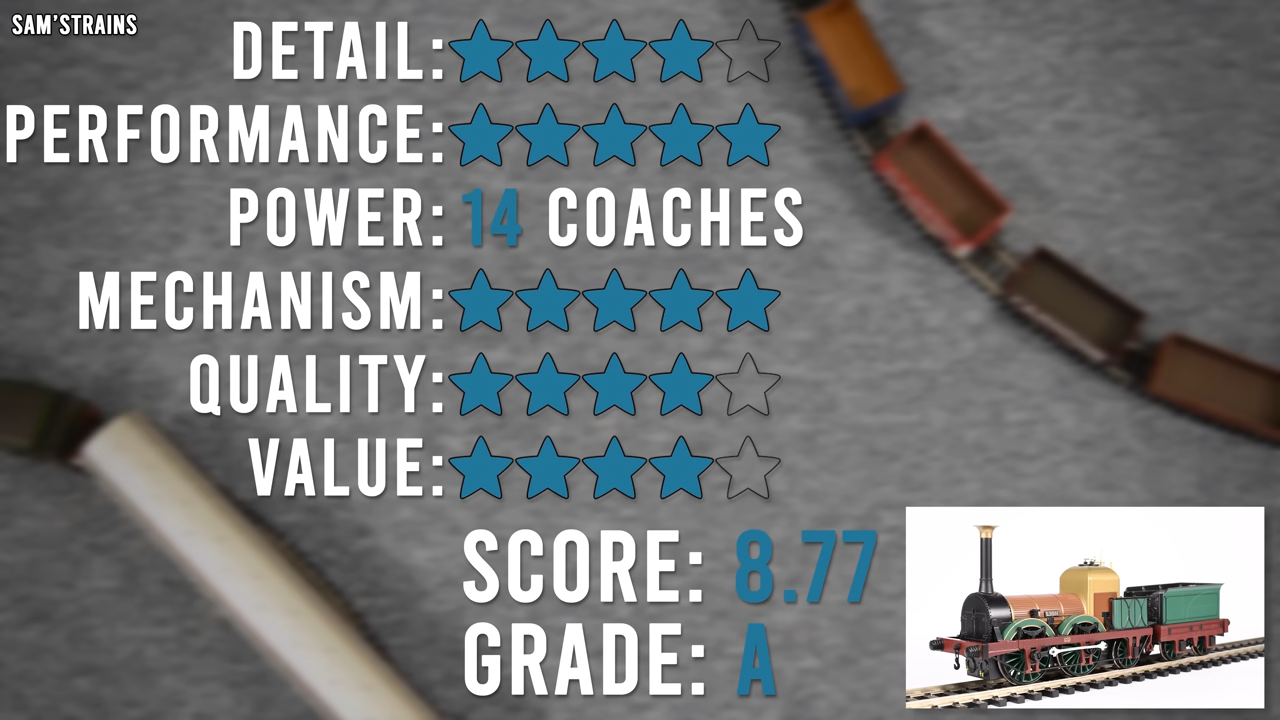 SAM'STRAINS
DETAIL:
PERFORMANCE:
POWER: 14 COACHES
MECHANISM:
QUALITY:
VALUE:
SCORE: 8.77
GRADE: A